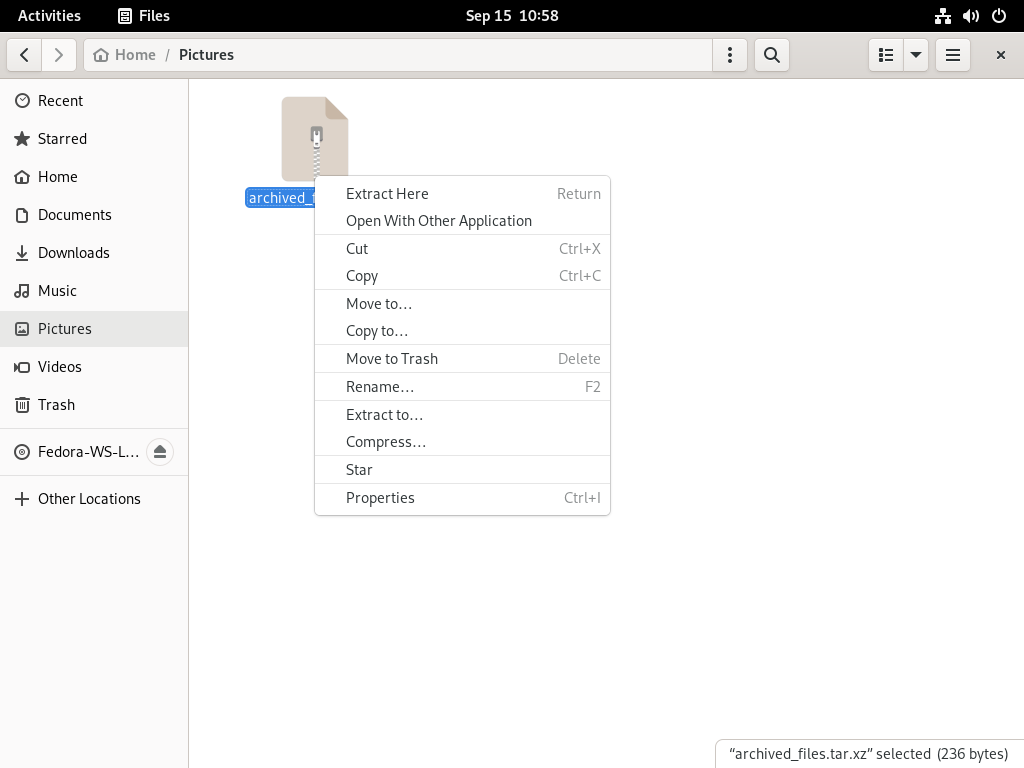 Activities Files Sep 15 10:58
Home / Pictures
Recent
Starred
Home
Documents
Downloads
Music
Pictures
Videos
Trash
Fedora-WS-L…
Other Locations
archived_f
Extract Here Return
Open With Other Application
Cut Ctrl+X
Copy Ctrl+C
Move to…
Copy to…
Move to Trash Delete
Rename… F2
Extract to…
Compress…
Star
Properties Ctrl+I
“archived_files.tar.xz” selected (236 bytes)